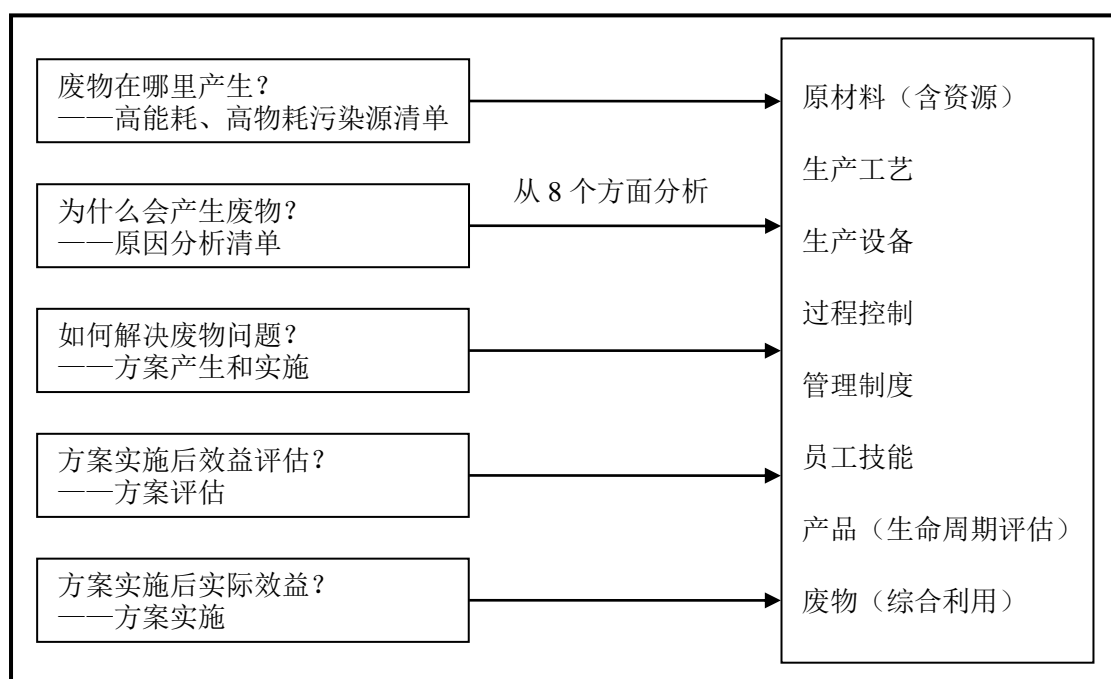 废物在哪里产生？
——高能耗、高物耗污染源清单
为什么会产生废物？
——原因分析清单
如何解决废物问题？
——方案产生和实施
方案实施后效益评估？
——方案评估
方案实施后实际效益？
——方案实施
从 8 个方面分析
原材料（含资源）
生产工艺
生产设备
过程控制
管理制度
员工技能
产品（生命周期评估）
废物（综合利用）